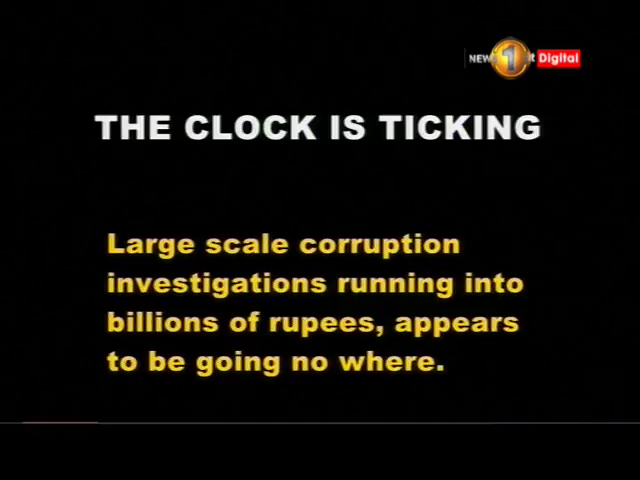 NEWS 1st Digital
THE CLOCK IS TICKING
Large scale corruption
investigations running into
billions of rupees, appears
to be going no where.